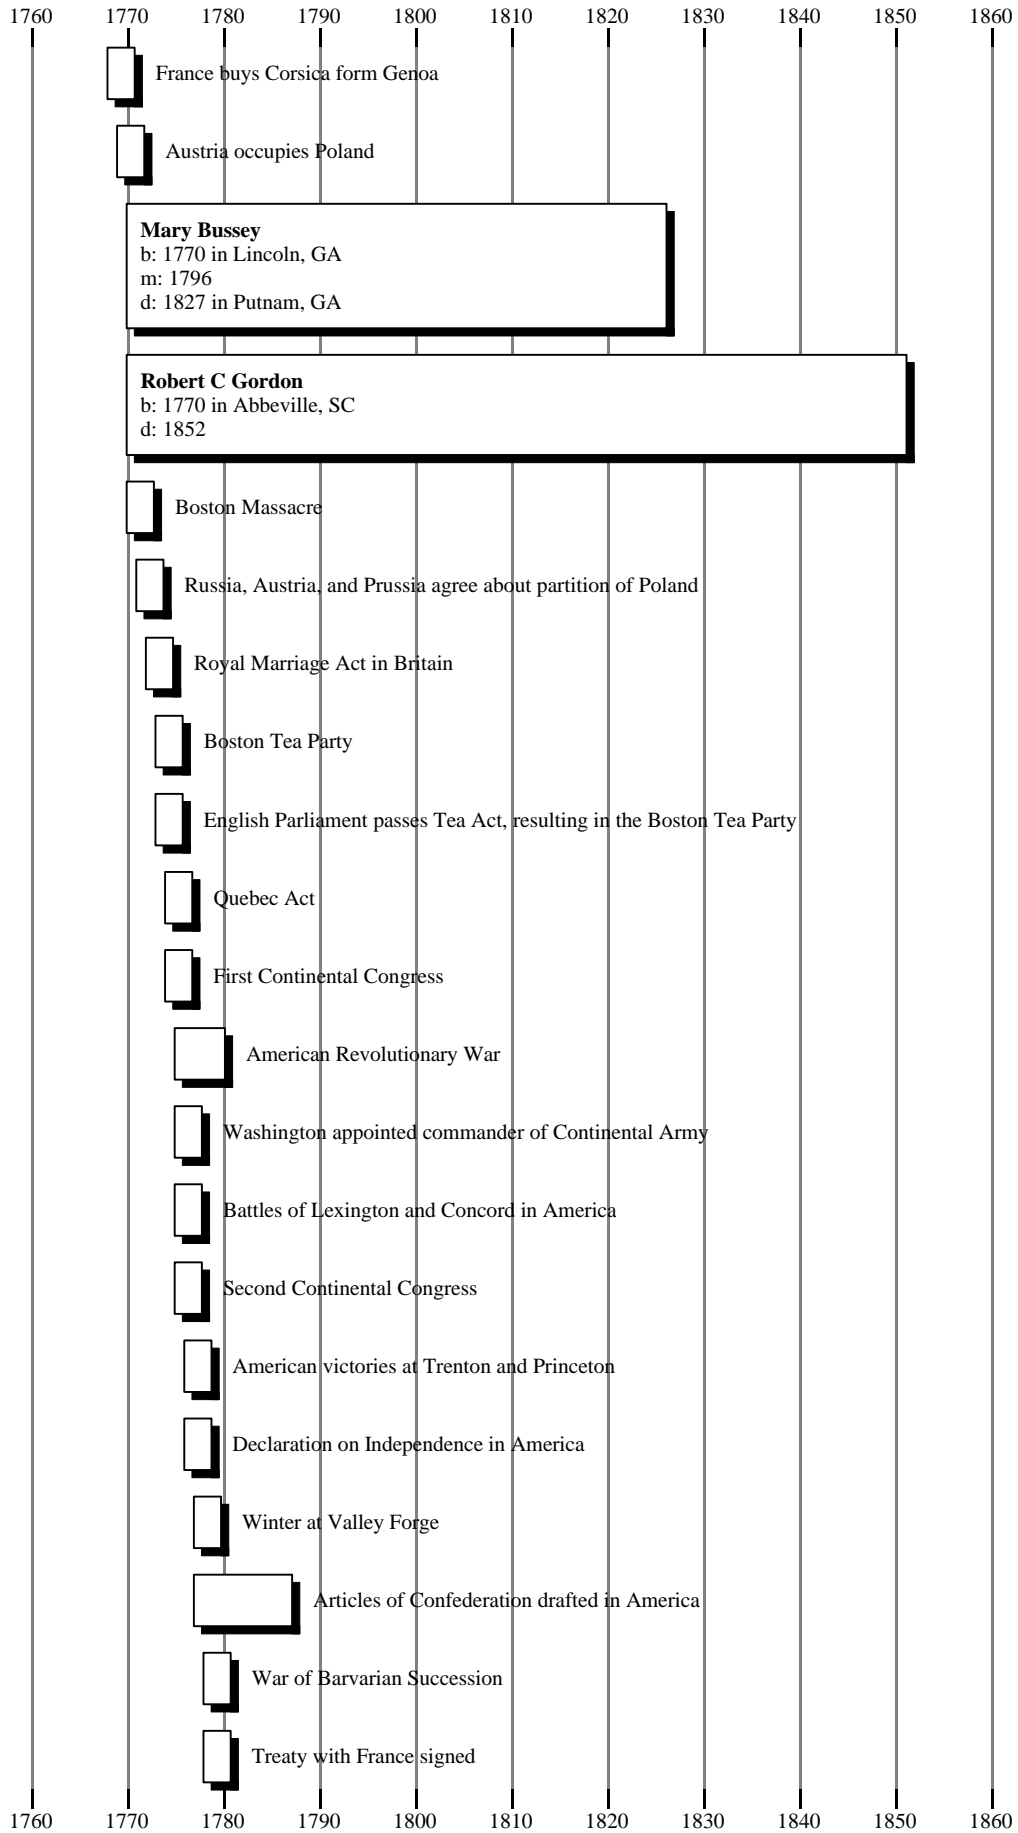 1760 1770 1780 1790 1800 1810 1820 1830 1840 1850 1860
France buys Corsica form Genoa
Austria occupies Poland
Mary Bussey
b: 1770 in Lincoln, GA
m: 1796
d: 1827 in Putnam, GA
Robert C Gordon
b: 1770 in Abbeville, SC
d: 1852
Boston Massacre
Russia, Austria, and Prussia agree about partition of Poland
Royal Marriage Act in Britain
Boston Tea Party
English Parliament passes Tea Act, resulting in the Boston Tea Party
Quebec Act
First Continental Congress
American Revolutionary War
Washington appointed commander of Continental Army
Battles of Lexington and Concord in America
Second Continental Congress
American victories at Trenton and Princeton
Declaration on Independence in America
Winter at Valley Forge
Articles of Confederation drafted in America
War of Barvarian Succession
Treaty with France signed
1760 1770 1780 1790 1800 1810 1820 1830 1840 1850 1860